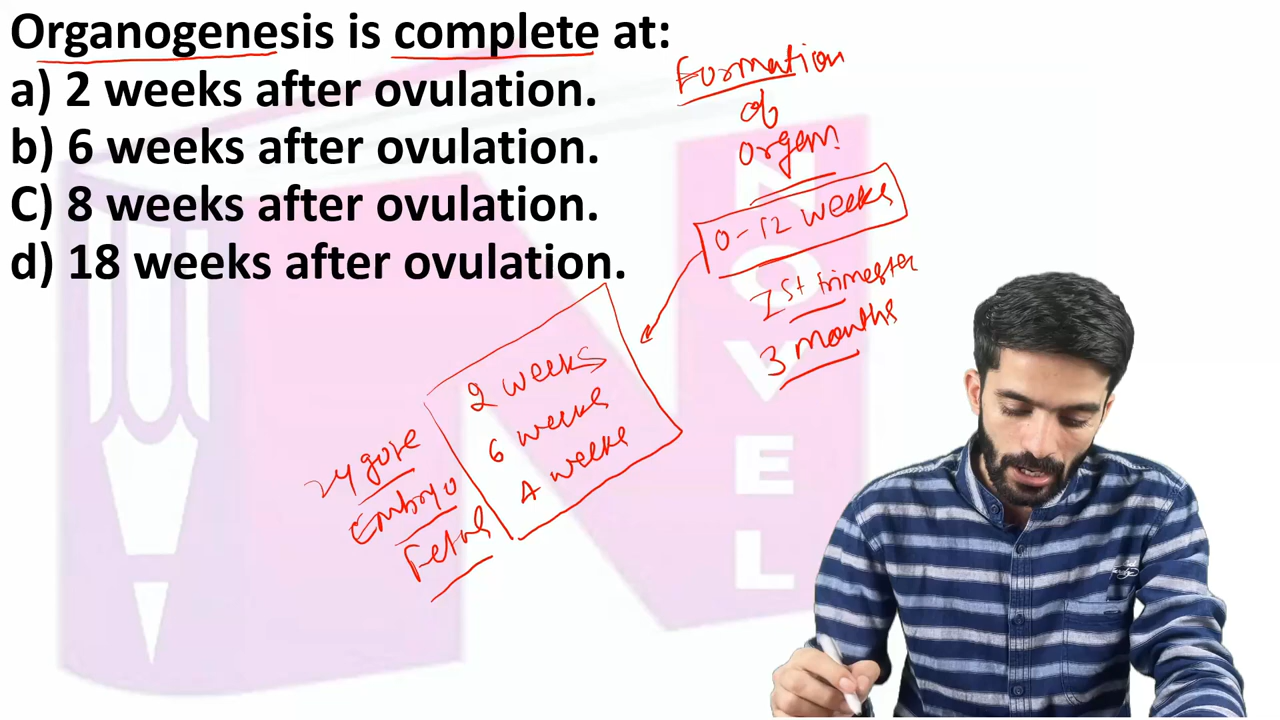 Organogenesis is complete at:
a) 2 weeks after ovulation.
b) 6 weeks after ovulation.
C) 8 weeks after ovulation.
d) 18 weeks after ovulation.
Formation
of
organ
0-12 weeks
1st trimester
3 months
2 weeks
6 weeks
4 weeks
zygote
Embryo
Fetus
NOVEL